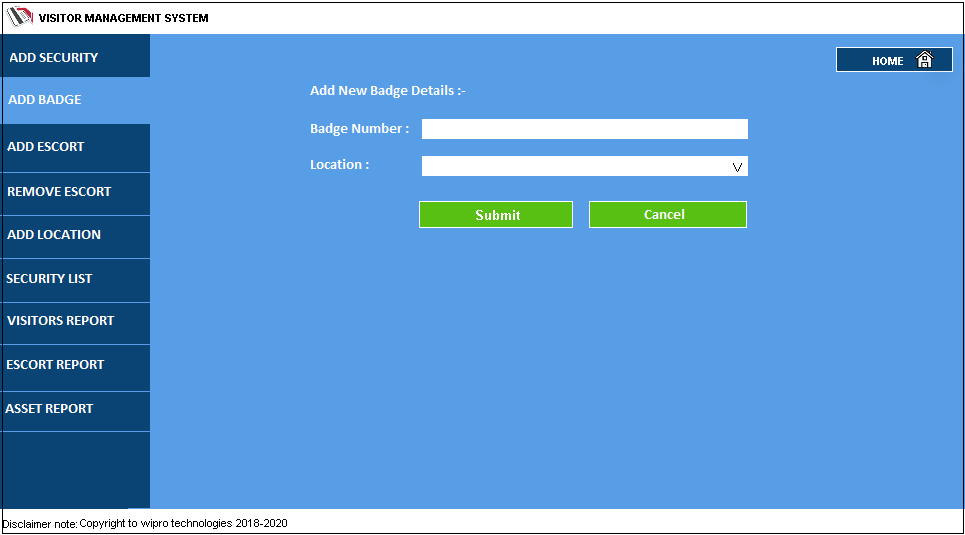 VISITOR MANAGEMENT SYSTEM
ADD SECURITY
HOME
ADD BADGE
Add New Badge Details :-
Badge Number :
ADD ESCORT
Location :
V
REMOVE ESCORT
Submit
Cancel
ADD LOCATION
SECURITY LIST
VISITORS REPORT
ESCORT REPORT
ASSET REPORT
Disclaimer note: Copyright to wipro technologies 2018-2020